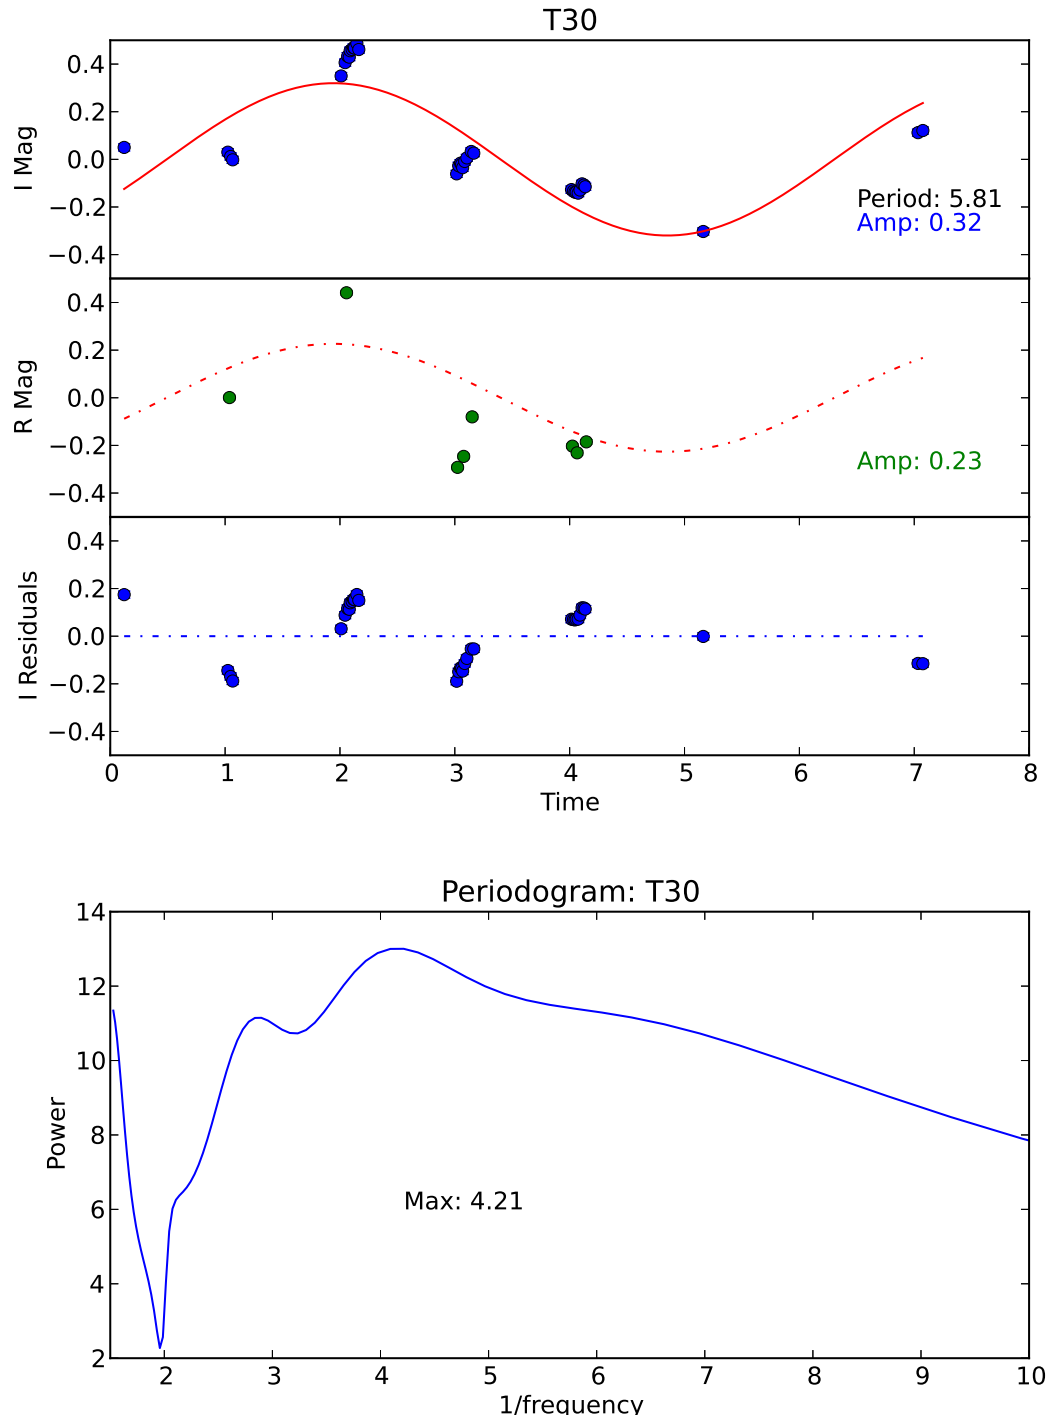 T30
I Mag
0.4
0.2
0.0
−0.2
−0.4
Period: 5.81
Amp: 0.32
R Mag
0.4
0.2
0.0
−0.2
−0.4
Amp: 0.23
I Residuals
0.4
0.2
0.0
−0.2
−0.4
0 1 2 3 4 5 6 7 8
Time
Periodogram: T30
Power
14
12
10
8
6
4
2
Max: 4.21
2 3 4 5 6 7 8 9 10
1/frequency